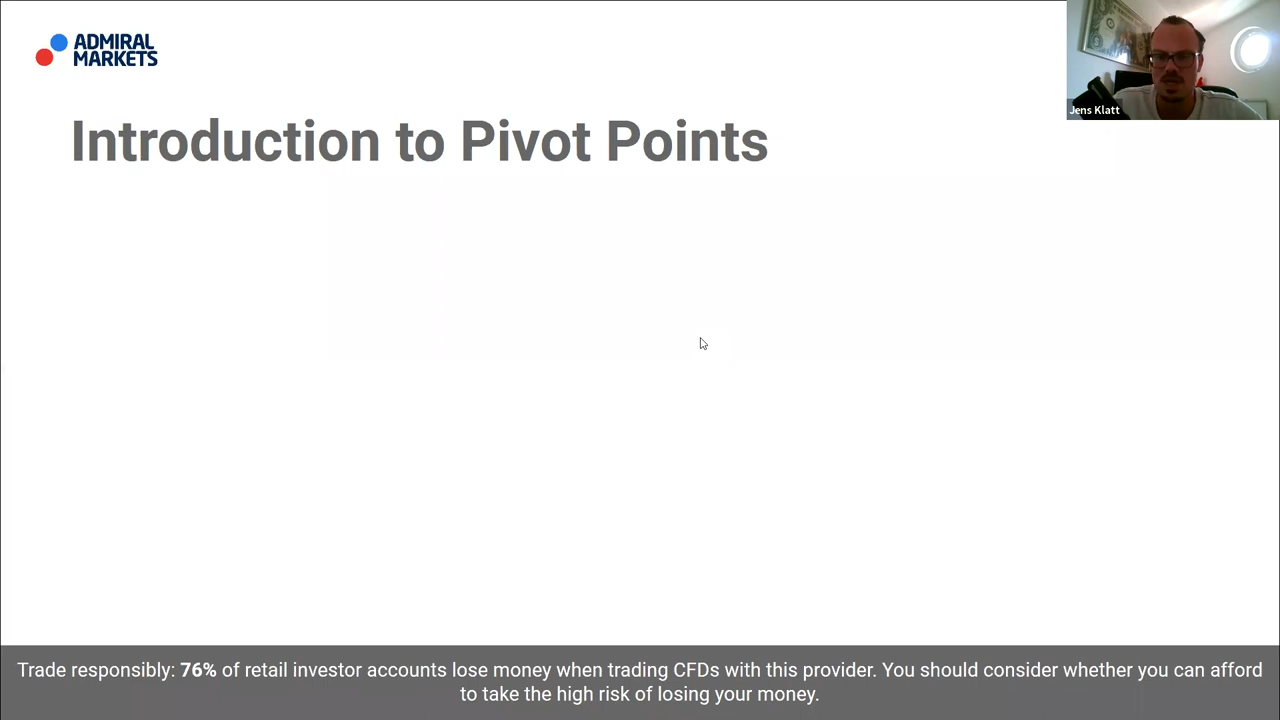 ADMIRAL
MARKETS
Jens Klatt
Introduction to Pivot Points
Trade responsibly: 76% of retail investor accounts lose money when trading CFDs with this provider. You should consider whether you can afford
to take the high risk of losing your money.